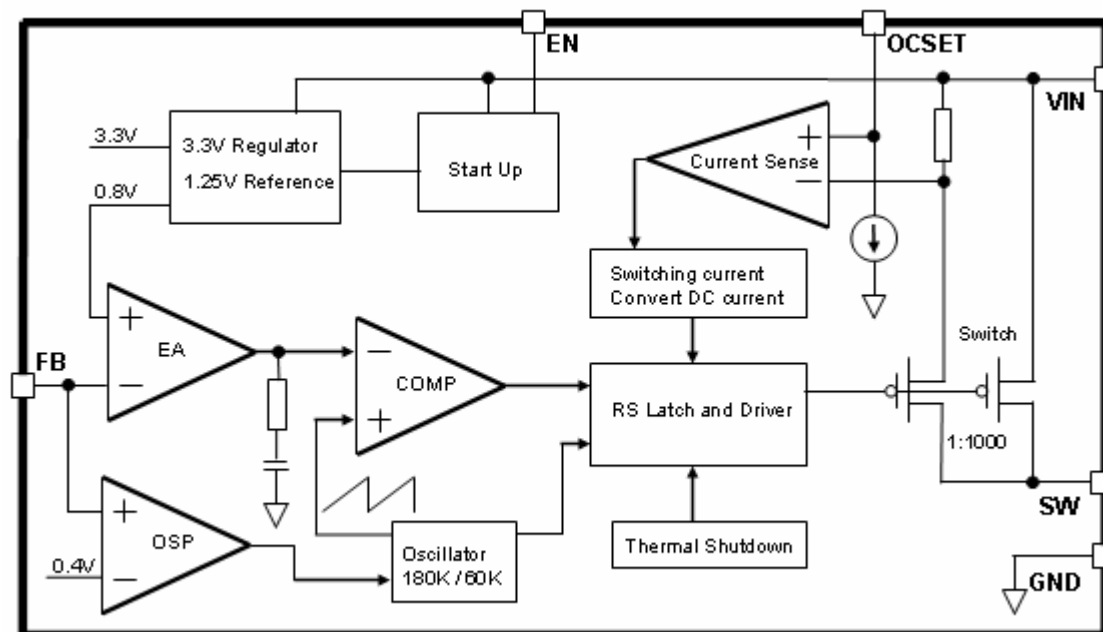 EN
OCSET
VIN
3.3V
3.3V Regulator
1.25V Reference
0.8V
Start Up
+
Current Sense
−
Switching current
Convert DC current
+
EA
−
FB
−
COMP
+
RS Latch and Driver
Switch
1:1000
SW
+
OSP
0.4V
−
Oscillator
180K / 60K
Thermal Shutdown
GND